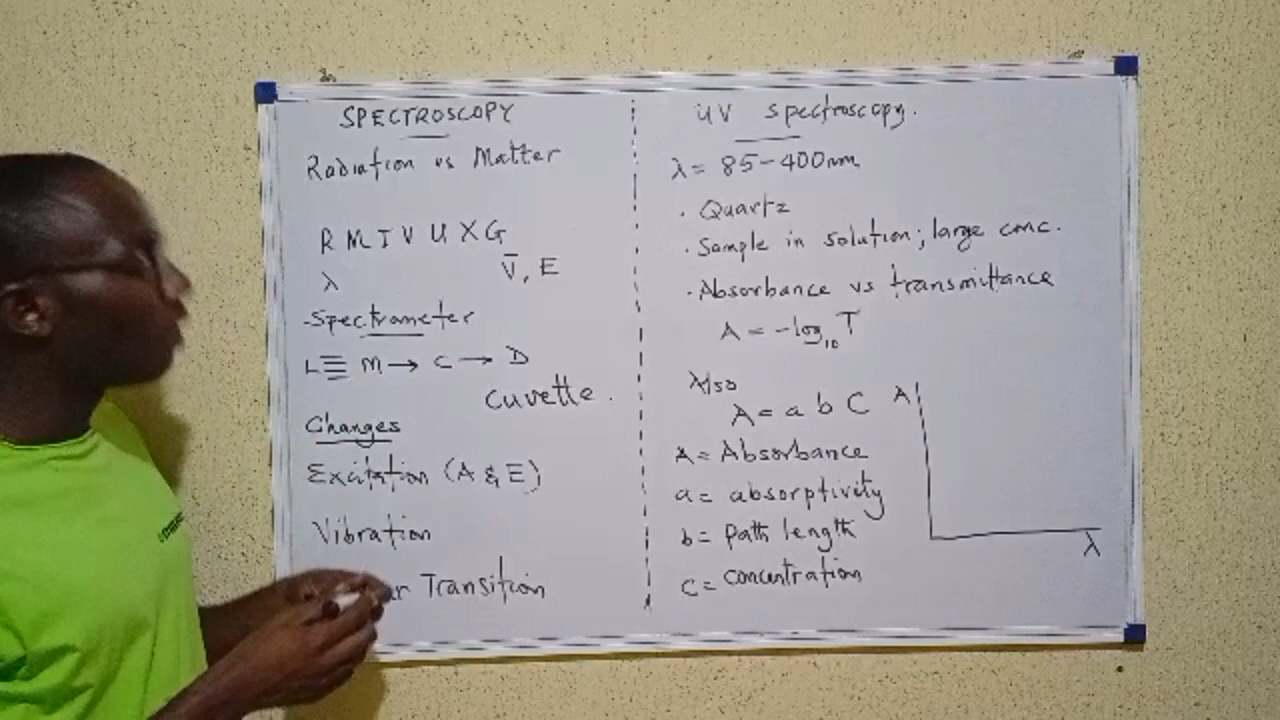 SPECTROSCOPY
Radiation vs Matter
R M I V U X G
λ ν̅, E
Spectrometer
L≡ M → C → D
Cuvette.
Changes
Excitation (A & E)
Vibration
Transition
UV Spectroscopy.
λ = 85-400nm
· Quartz
· Sample in solution; large conc.
· Absorbance vs transmittance
A = -log₁₀ T
Also
A = a b C
A = Absorbance
a = absorptivity
b = Path length
c = concentration
A
λ